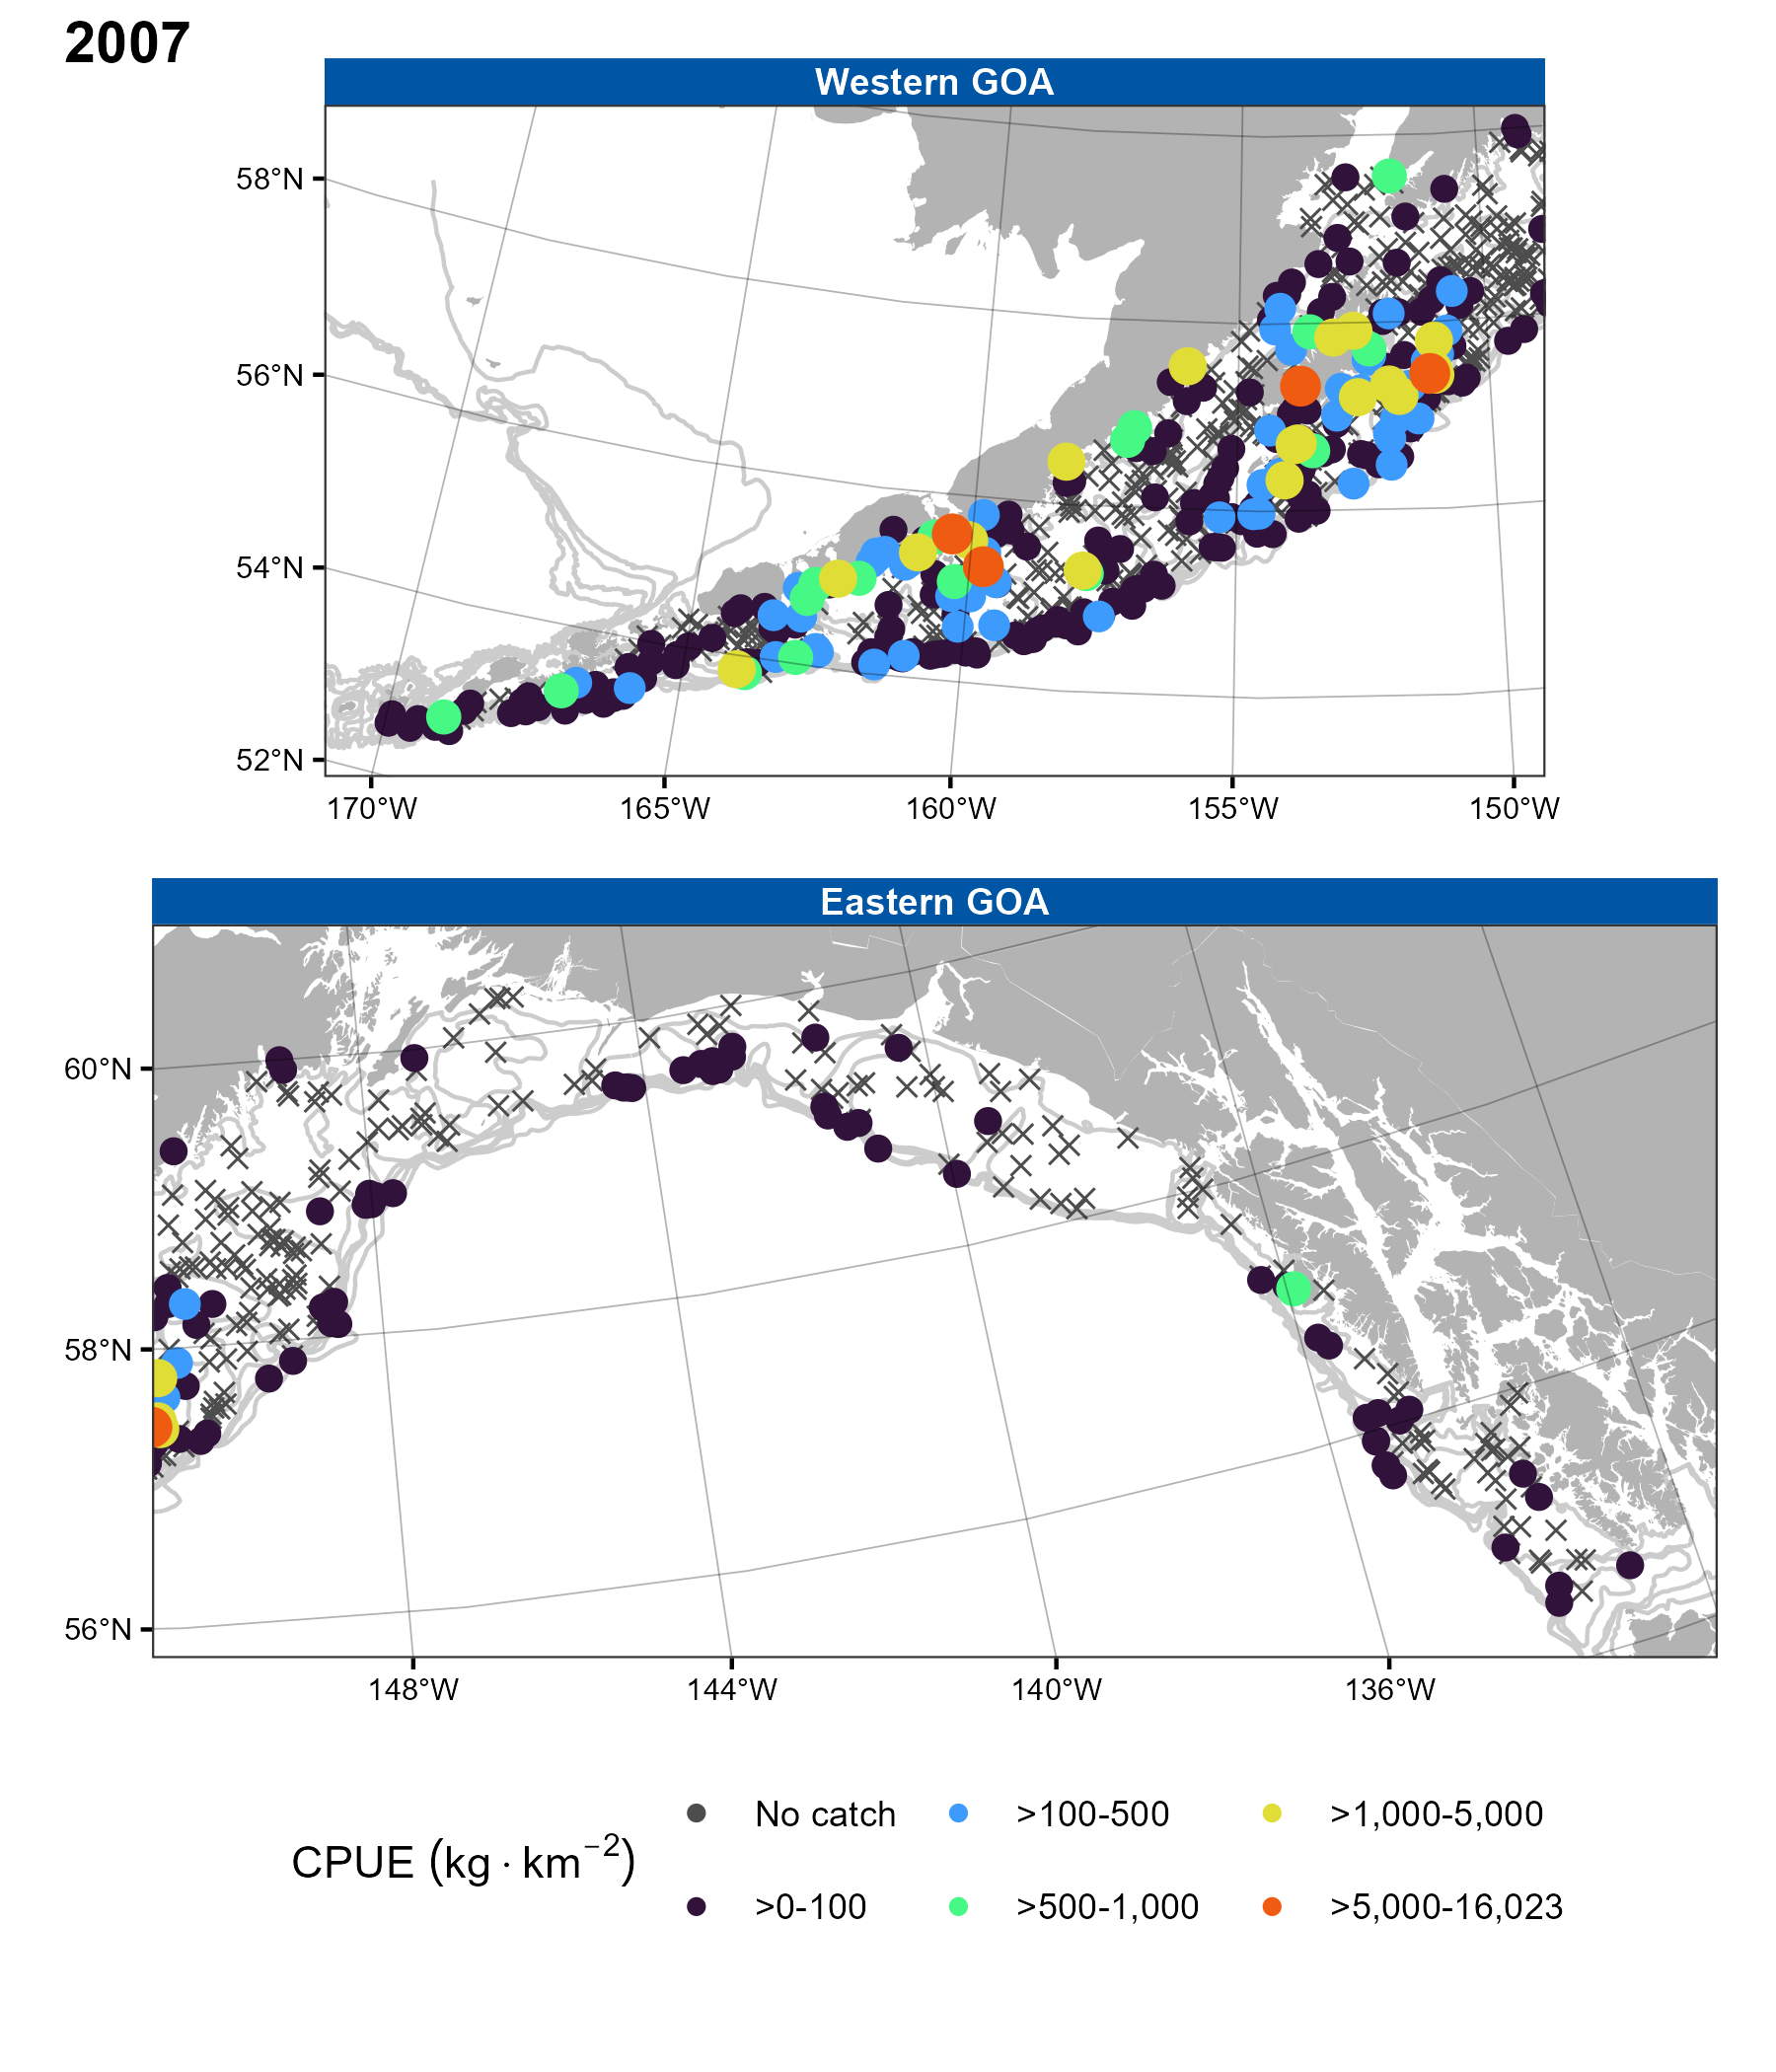 2007
Western GOA
58°N
56°N
54°N
52°N
170°W 165°W 160°W 155°W 150°W
Eastern GOA
60°N
58°N
56°N
148°W 144°W 140°W 136°W
CPUE (kg · km⁻²)
No catch >100-500 >1,000-5,000
>0-100 >500-1,000 >5,000-16,023